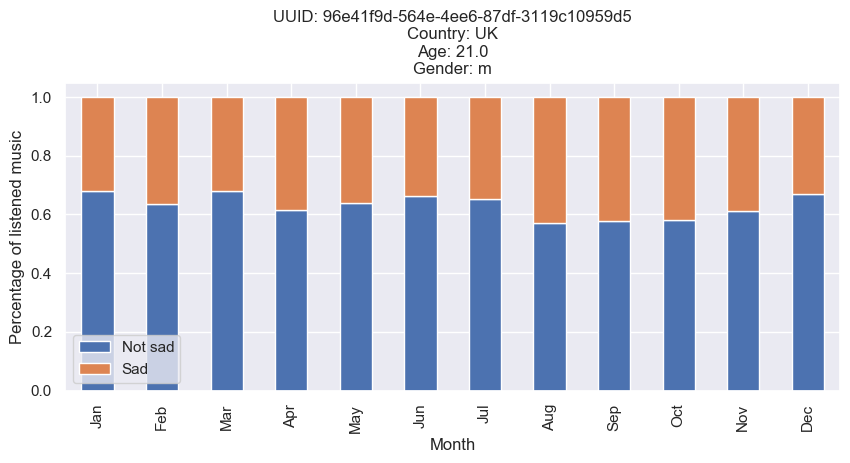 UUID: 96e41f9d-564e-4ee6-87df-3119c10959d5
Country: UK
Age: 21.0
Gender: m
Percentage of listened music
1.0
0.8
0.6
0.4
0.2
0.0
Not sad
Sad
Jan
Feb
Mar
Apr
May
Jun
Jul
Aug
Sep
Oct
Nov
Dec
Month